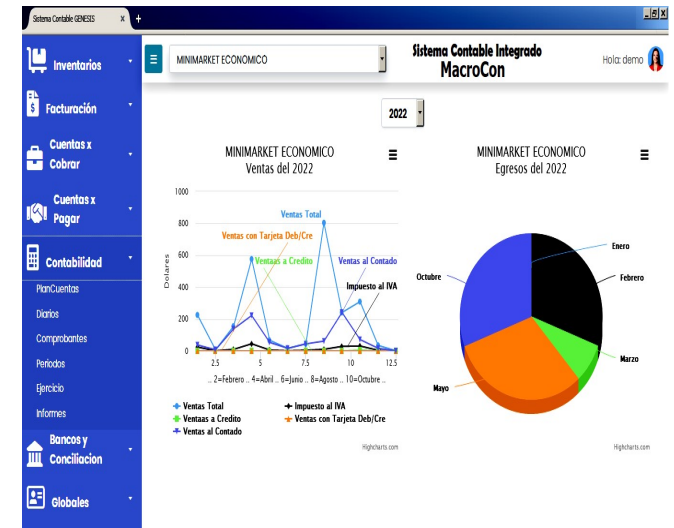 Sistema Contable GENESIS x +
Inventarios
Facturación
Cuentas x
Cobrar
Cuentas x
Pagar
Contabilidad
PlanCuentas
Diarios
Comprobantes
Periodos
Ejercicio
Informes
Bancos y
Conciliacion
Globales
MINIMARKET ECONOMICO
Sistema Contable Integrado
MacroCon
Hola: demo
2022
MINIMARKET ECONOMICO
Ventas del 2022
1000
800
600
400
200
0
Dolares
Ventas Total
Ventas con Tarjeta Deb/Cre
Ventaas a Credito
Ventas al Contado
Impuesto al IVA
2.5 5 7.5 10 12.5
.. 2=Febrero .. 4=Abril .. 6=Junio .. 8=Agosto .. 10=Octubre ..
Ventas Total
Ventaas a Credito
Ventas al Contado
Impuesto al IVA
Ventas con Tarjeta Deb/Cre
Highcharts.com
MINIMARKET ECONOMICO
Egresos del 2022
Enero
Febrero
Marzo
Mayo
Octubre
Highcharts.com